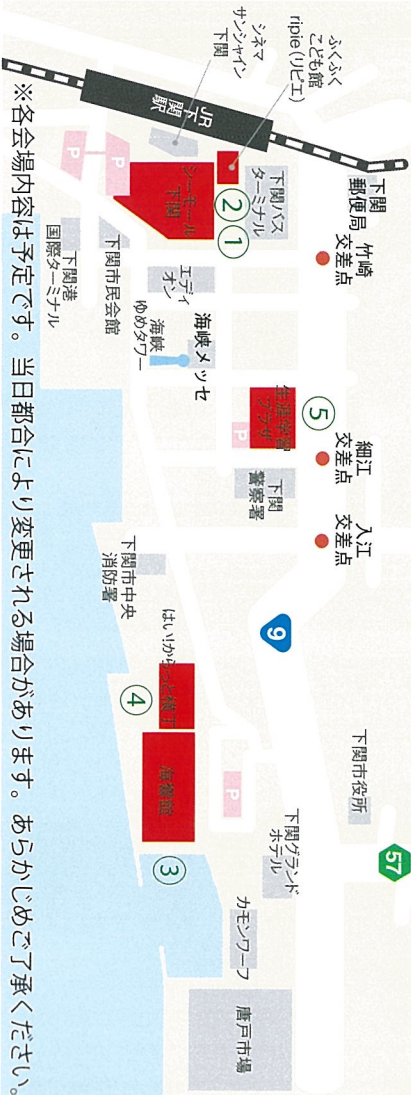 ふくふく
こども館
ripie(リピエ)
シネマ
サンシャイン
下関
JR
下関
駅
シーモール
下関
P
P
②
①
下関バス
ターミナル
下関
郵便局
竹崎
交差点
エディ
オン
下関市民会館
下関港
国際ターミナル
海峡メッセ
海峡
ゆめタワー
生涯学習
プラザ
⑤
P
細江
交差点
下関
警察署
入江
交差点
下関市中央
消防署
9
はい!からっと横丁
④
海響館
③
P
下関市役所
57
下関グランド
ホテル
カモンワーフ
唐戸市場
※各会場内容は予定です。当日都合により変更される場合があります。あらかじめご了承ください。